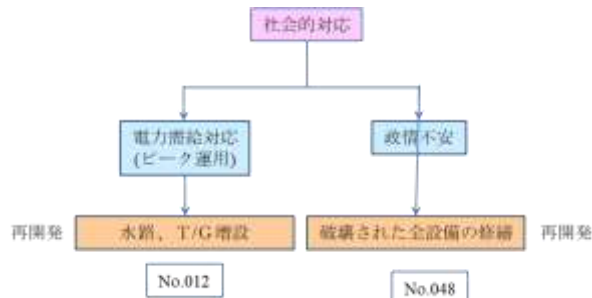 社会的対応
電力需給対応
(ピーク運用)
政情不安
再開発
水路、T/G増設
破壊された全設備の修繕
再開発
No.012
No.048